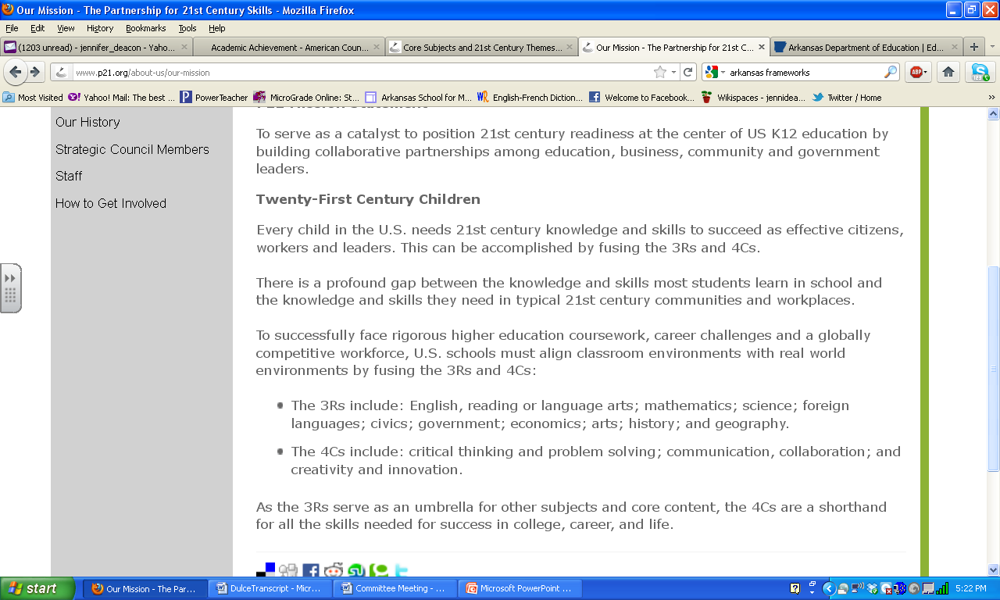 Our Mission - The Partnership for 21st Century Skills - Mozilla Firefox
File Edit View History Bookmarks Tools Help
(1203 unread) - jennifer_deacon - Yaho...
Academic Achievement - American Coun...
Core Subjects and 21st Century Themes...
Our Mission - The Partnership for 21st C...
Arkansas Department of Education | Ed...
www.p21.org/about-us/our-mission
arkansas frameworks
ABP
Most Visited Yahoo! Mail: The best ... PowerTeacher MicroGrade Online: St... Arkansas School for M... English-French Dictio... Welcome to Facebook... Wikispaces - jennidea... Twitter / Home
Our History
Strategic Council Members
Staff
How to Get Involved
To serve as a catalyst to position 21st century readiness at the center of US K12 education by
building collaborative partnerships among education, business, community and government
leaders.
Twenty-First Century Children
Every child in the U.S. needs 21st century knowledge and skills to succeed as effective citizens,
workers and leaders. This can be accomplished by fusing the 3Rs and 4Cs.
There is a profound gap between the knowledge and skills most students learn in school and
the knowledge and skills they need in typical 21st century communities and workplaces.
To successfully face rigorous higher education coursework, career challenges and a globally
competitive workforce, U.S. schools must align classroom environments with real world
environments by fusing the 3Rs and 4Cs:
The 3Rs include: English, reading or language arts; mathematics; science; foreign
languages; civics; government; economics; arts; history; and geography.
The 4Cs include: critical thinking and problem solving; communication, collaboration; and
creativity and innovation.
As the 3Rs serve as an umbrella for other subjects and core content, the 4Cs are a shorthand
for all the skills needed for success in college, career, and life.
start
Our Mission - The Par...
DulceTranscript - Micr...
Committee Meeting - ...
Microsoft PowerPoint ...
5:22 PM